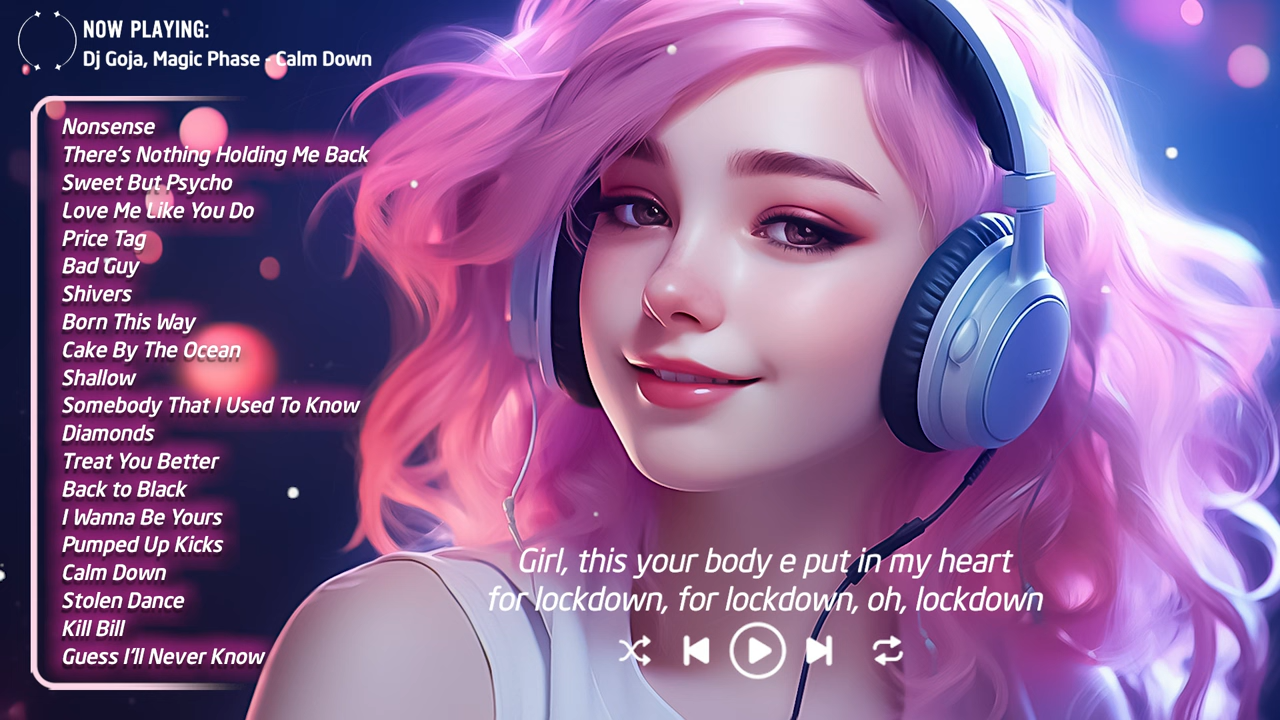 NOW PLAYING:
Dj Goja, Magic Phase - Calm Down
Nonsense
There's Nothing Holding Me Back
Sweet But Psycho
Love Me Like You Do
Price Tag
Bad Guy
Shivers
Born This Way
Cake By The Ocean
Shallow
Somebody That I Used To Know
Diamonds
Treat You Better
Back to Black
I Wanna Be Yours
Pumped Up Kicks
Calm Down
Stolen Dance
Kill Bill
Guess I'll Never Know
Girl, this your body e put in my heart
for lockdown, for lockdown, oh, lockdown